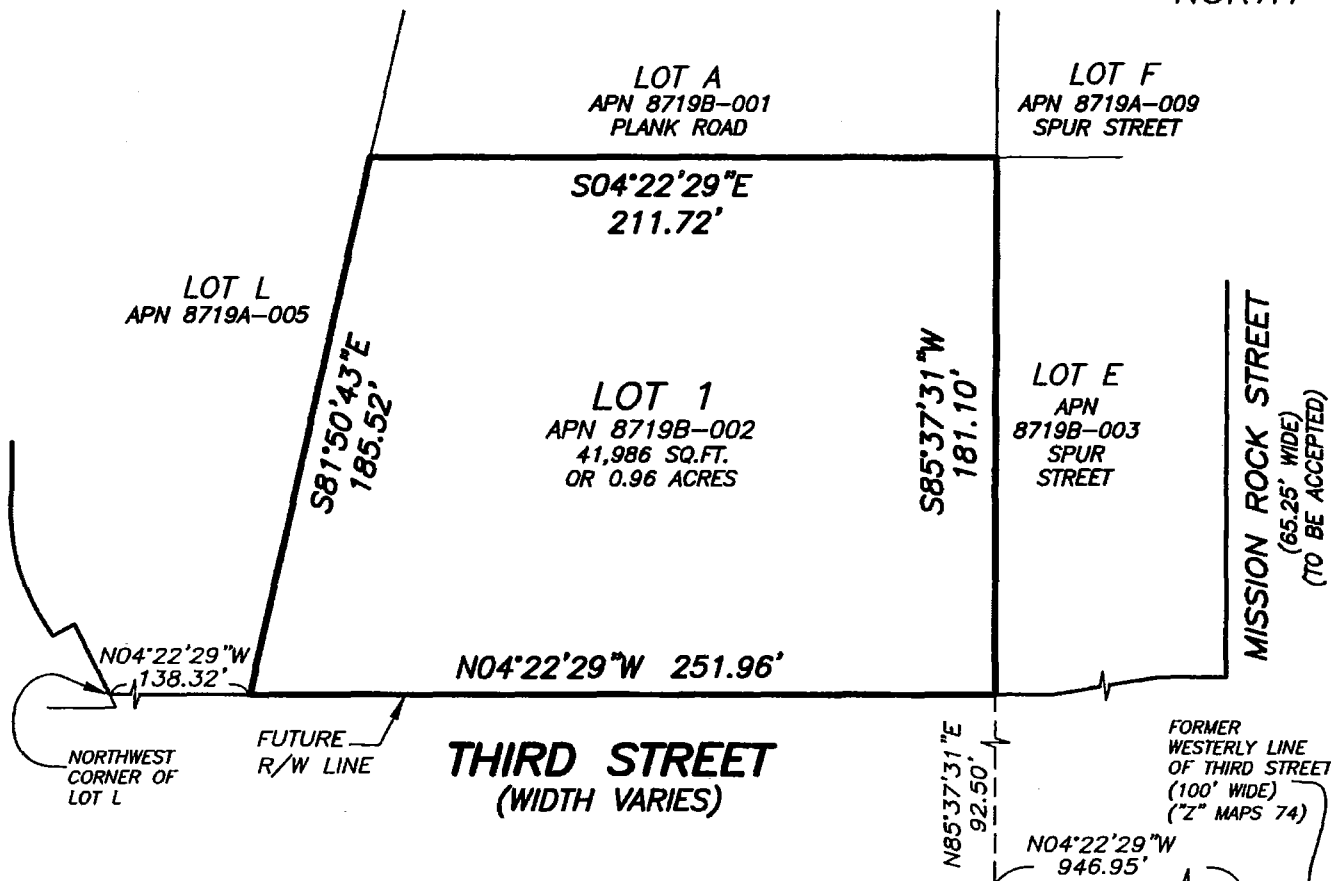 LOT A
APN 8719B-001
PLANK ROAD
LOT F
APN 8719A-009
SPUR STREET
S04°22'29"E
211.72'
LOT L
APN 8719A-005
S81°50'43"E
185.52'
LOT 1
APN 8719B-002
41,986 SQ.FT.
OR 0.96 ACRES
S85°37'31"W
181.10'
LOT E
APN
8719B-003
SPUR
STREET
MISSION ROCK STREET
(65.25' WIDE)
(TO BE ACCEPTED)
N04°22'29"W
138.32'
N04°22'29"W 251.96'
NORTHWEST
CORNER OF
LOT L
FUTURE
R/W LINE
THIRD STREET
(WIDTH VARIES)
N85°37'31"E
92.50'
FORMER
WESTERLY LINE
OF THIRD STREET
(100' WIDE)
("Z" MAPS 74)
N04°22'29"W
946.95'